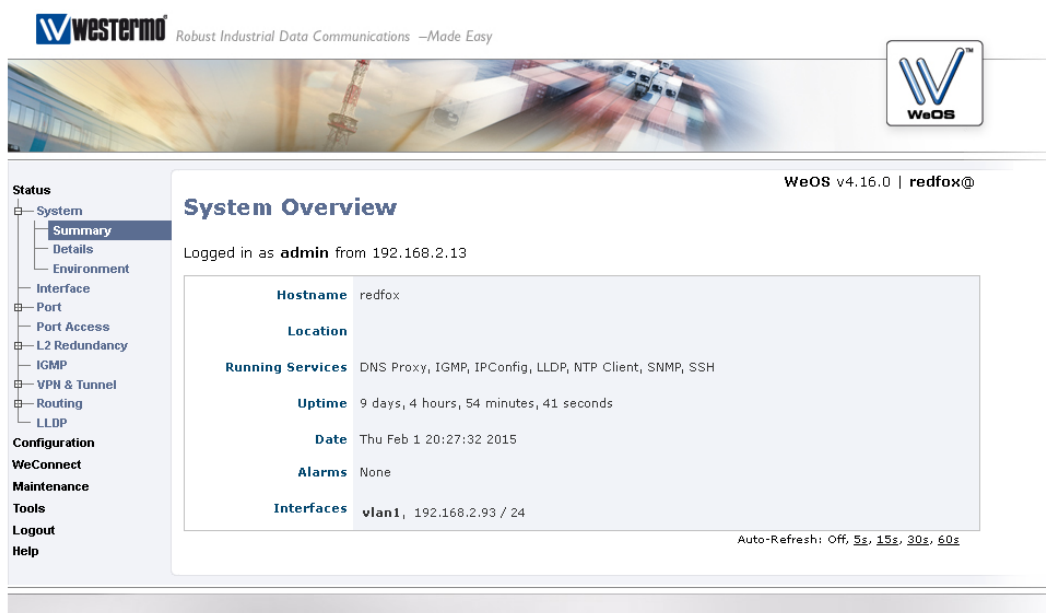 westermo Robust Industrial Data Communications –Made Easy
WeOS
WeOS v4.16.0 | redfox@
Status
System
Summary
Details
Environment
Interface
Port
Port Access
L2 Redundancy
IGMP
VPN & Tunnel
Routing
LLDP
Configuration
WeConnect
Maintenance
Tools
Logout
Help
System Overview
Logged in as admin from 192.168.2.13
Hostname redfox
Location
Running Services DNS Proxy, IGMP, IPConfig, LLDP, NTP Client, SNMP, SSH
Uptime 9 days, 4 hours, 54 minutes, 41 seconds
Date Thu Feb 1 20:27:32 2015
Alarms None
Interfaces vlan1, 192.168.2.93 / 24
Auto-Refresh: Off, 5s, 15s, 30s, 60s